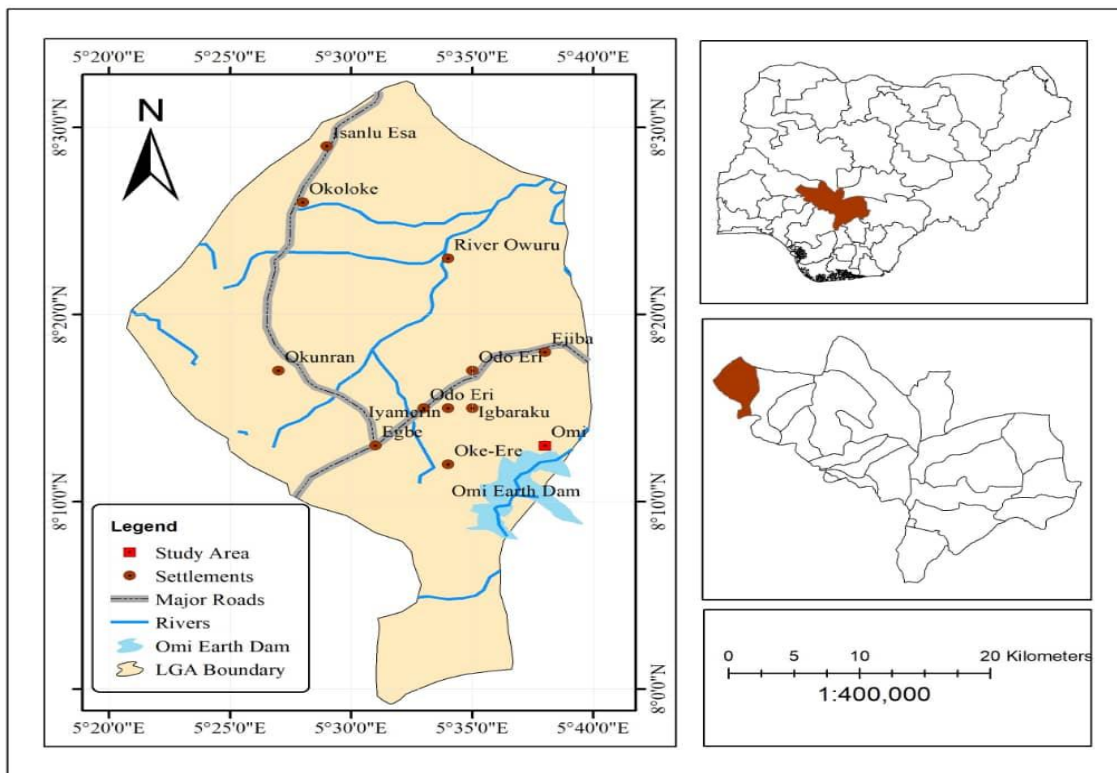 5°20'0"E 5°25'0"E 5°31'0"E 5°35'0"E 5°40'0"E
N
8°30'0"N
8°30'0"N
Isanlu Esa
Okoloke
River Owuru
8°20'0"N
8°20'0"N
Ejiba
Okunran
Odo Eri
Odo Eri
Iyamerin
Igbaraku
Egbe
Omi
Oke-Ere
Omi Earth Dam
8°10'0"N
8°10'0"N
Legend
Study Area
Settlements
Major Roads
Rivers
Omi Earth Dam
LGA Boundary
8°0'0"N
8°0'0"N
5°20'0"E 5°25'0"E 5°31'0"E 5°35'0"E 5°40'0"E
0 5 10 20 Kilometers
1:400,000